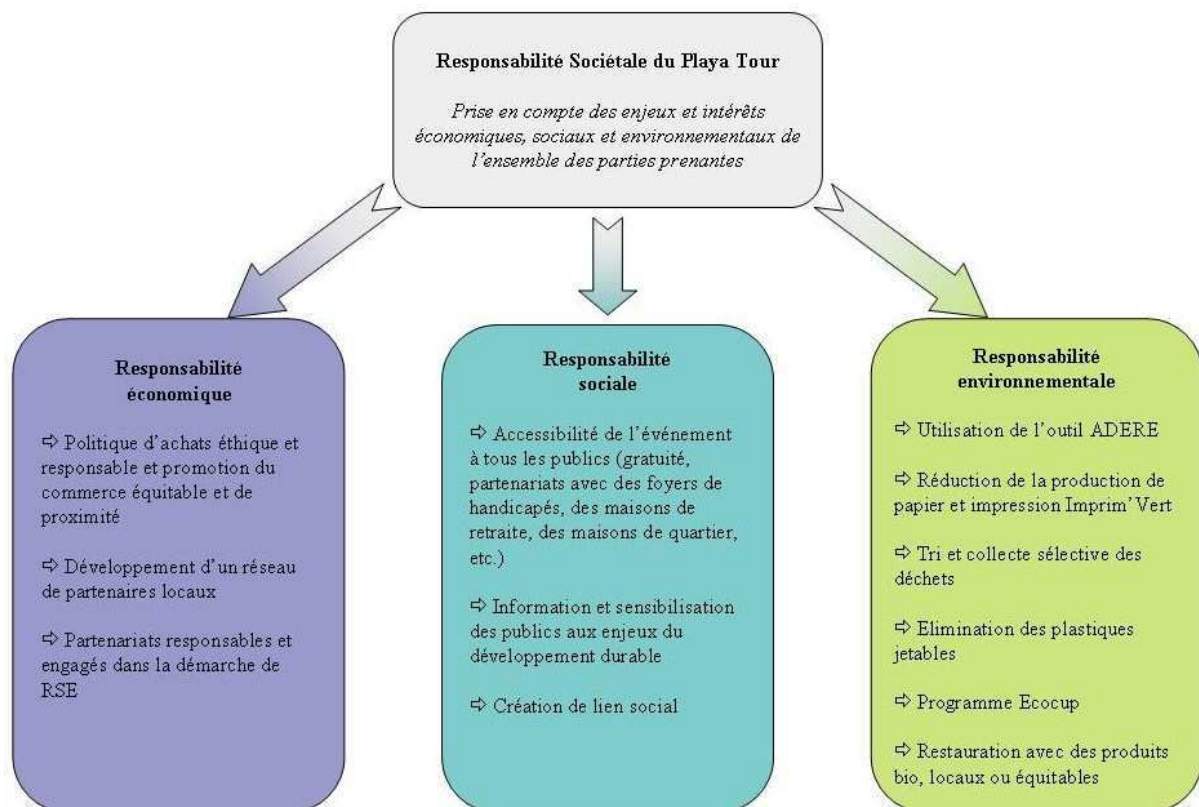 Responsabilité Sociétale du Playa Tour
Prise en compte des enjeux et intérêts
économiques, sociaux et environnementaux de
l'ensemble des parties prenantes
Responsabilité
économique
⇨ Politique d'achats éthique et
responsable et promotion du
commerce équitable et de
proximité
⇨ Développement d'un réseau
de partenaires locaux
⇨ Partenariats responsables et
engagés dans la démarche de
RSE
Responsabilité
sociale
⇨ Accessibilité de l'événement
à tous les publics (gratuité,
partenariats avec des foyers de
handicapés, des maisons de
retraite, des maisons de quartier,
etc.)
⇨ Information et sensibilisation
des publics aux enjeux du
développement durable
⇨ Création de lien social
Responsabilité
environnementale
⇨ Utilisation de l'outil ADERE
⇨ Réduction de la production de
papier et impression Imprim'Vert
⇨ Tri et collecte sélective des
déchets
⇨ Elimination des plastiques
jetables
⇨ Programme Ecocup
⇨ Restauration avec des produits
bio, locaux ou équitables